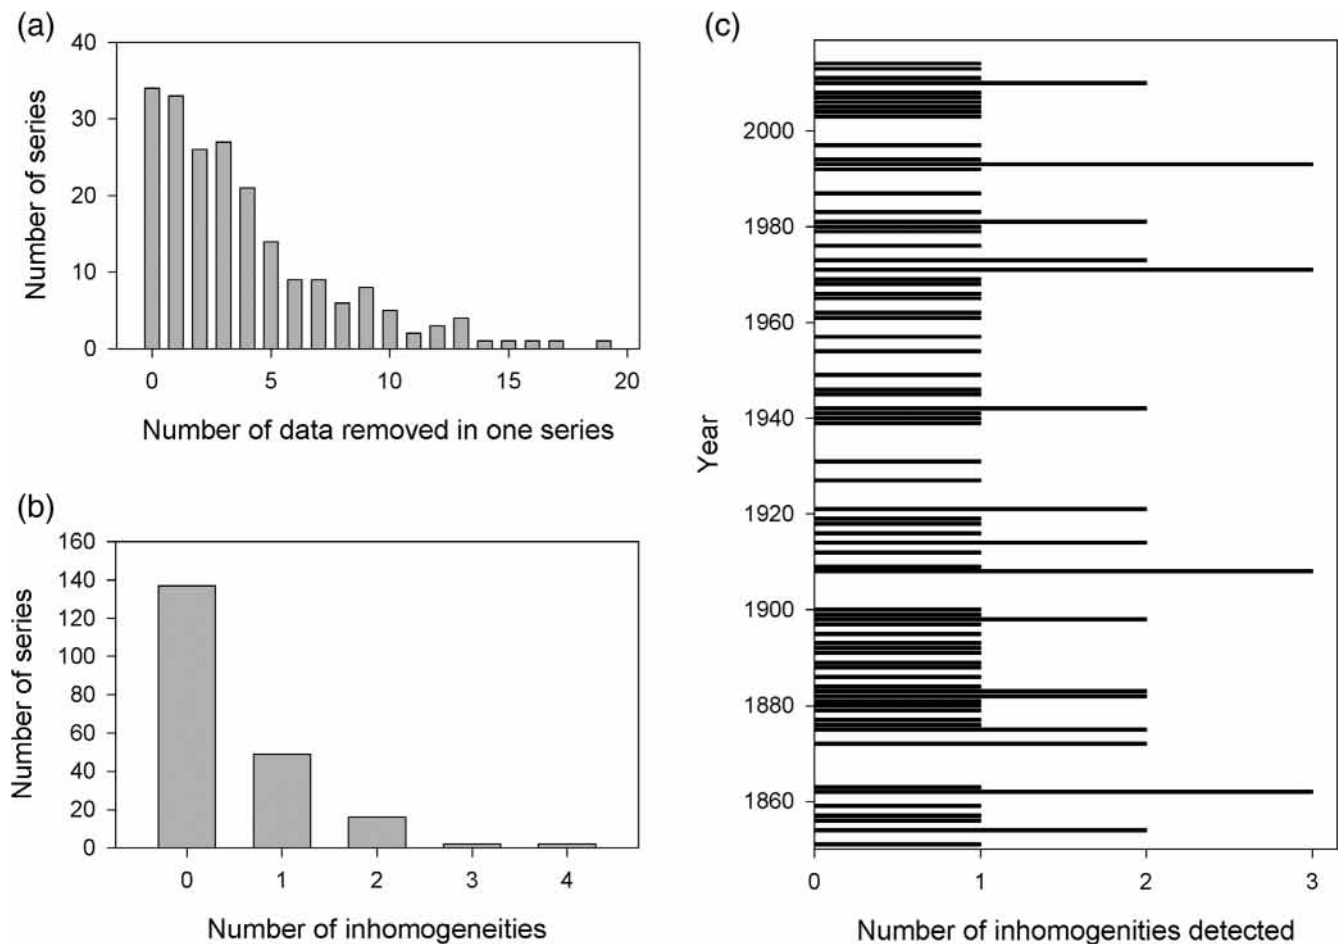 (a)
40
30
20
10
0
Number of series
0 5 10 15 20
Number of data removed in one series
(b)
160
140
120
100
80
60
40
20
0
Number of series
0 1 2 3 4
Number of inhomogeneities
(c)
2000
1980
1960
1940
1920
1900
1880
1860
Year
0 1 2 3
Number of inhomogenities detected